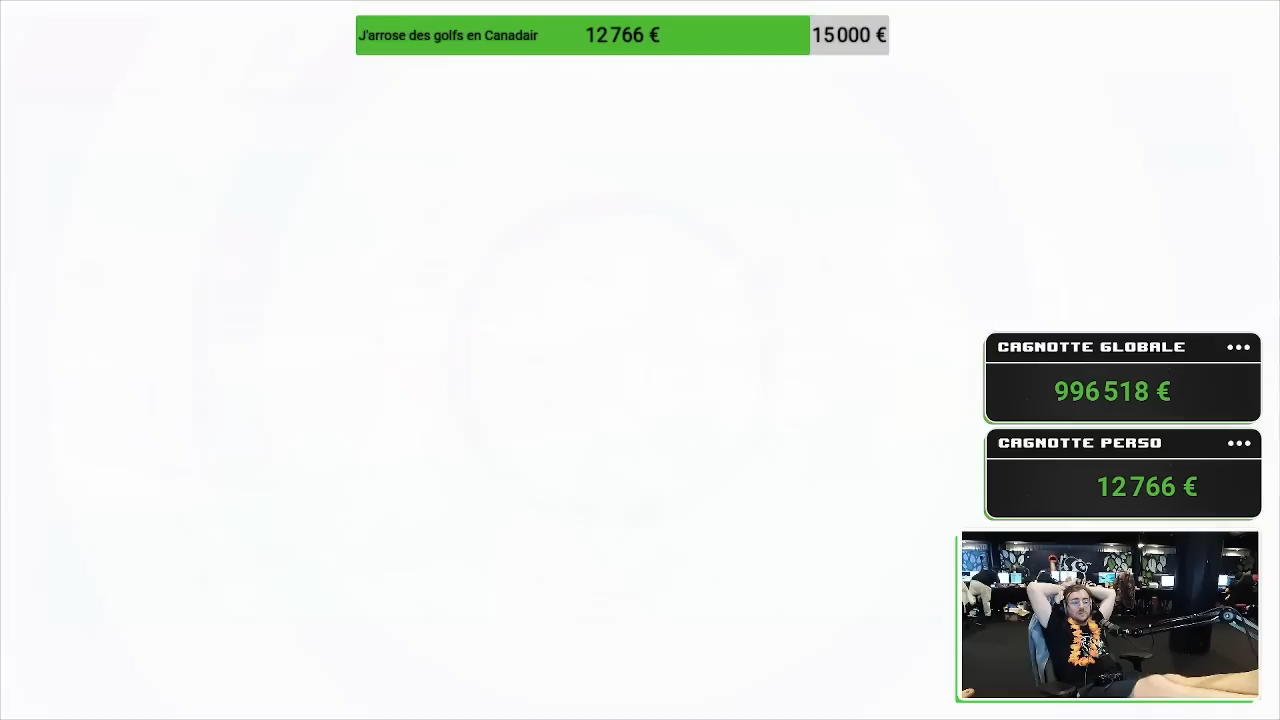 J'arrose des golfs en Canadair 12 766 € 15 000 €
CAGNOTTE GLOBALE
996 518 €
CAGNOTTE PERSO
12 766 €